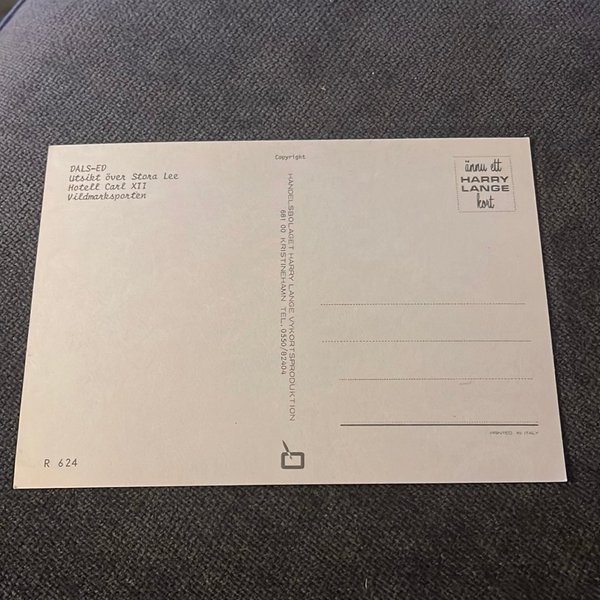 DALS-ED
Utsikt över Stora Lee
Hotell Carl XII
Vildmarksporten
Copyright
HANDELSBOLAGET HARRY LANGE, VYKORTSPRODUKTION
681 00 KRISTINEHAMN TEL. 0550/82404
ännu ett
HARRY
LANGE
kort
PRINTED IN ITALY
R 624